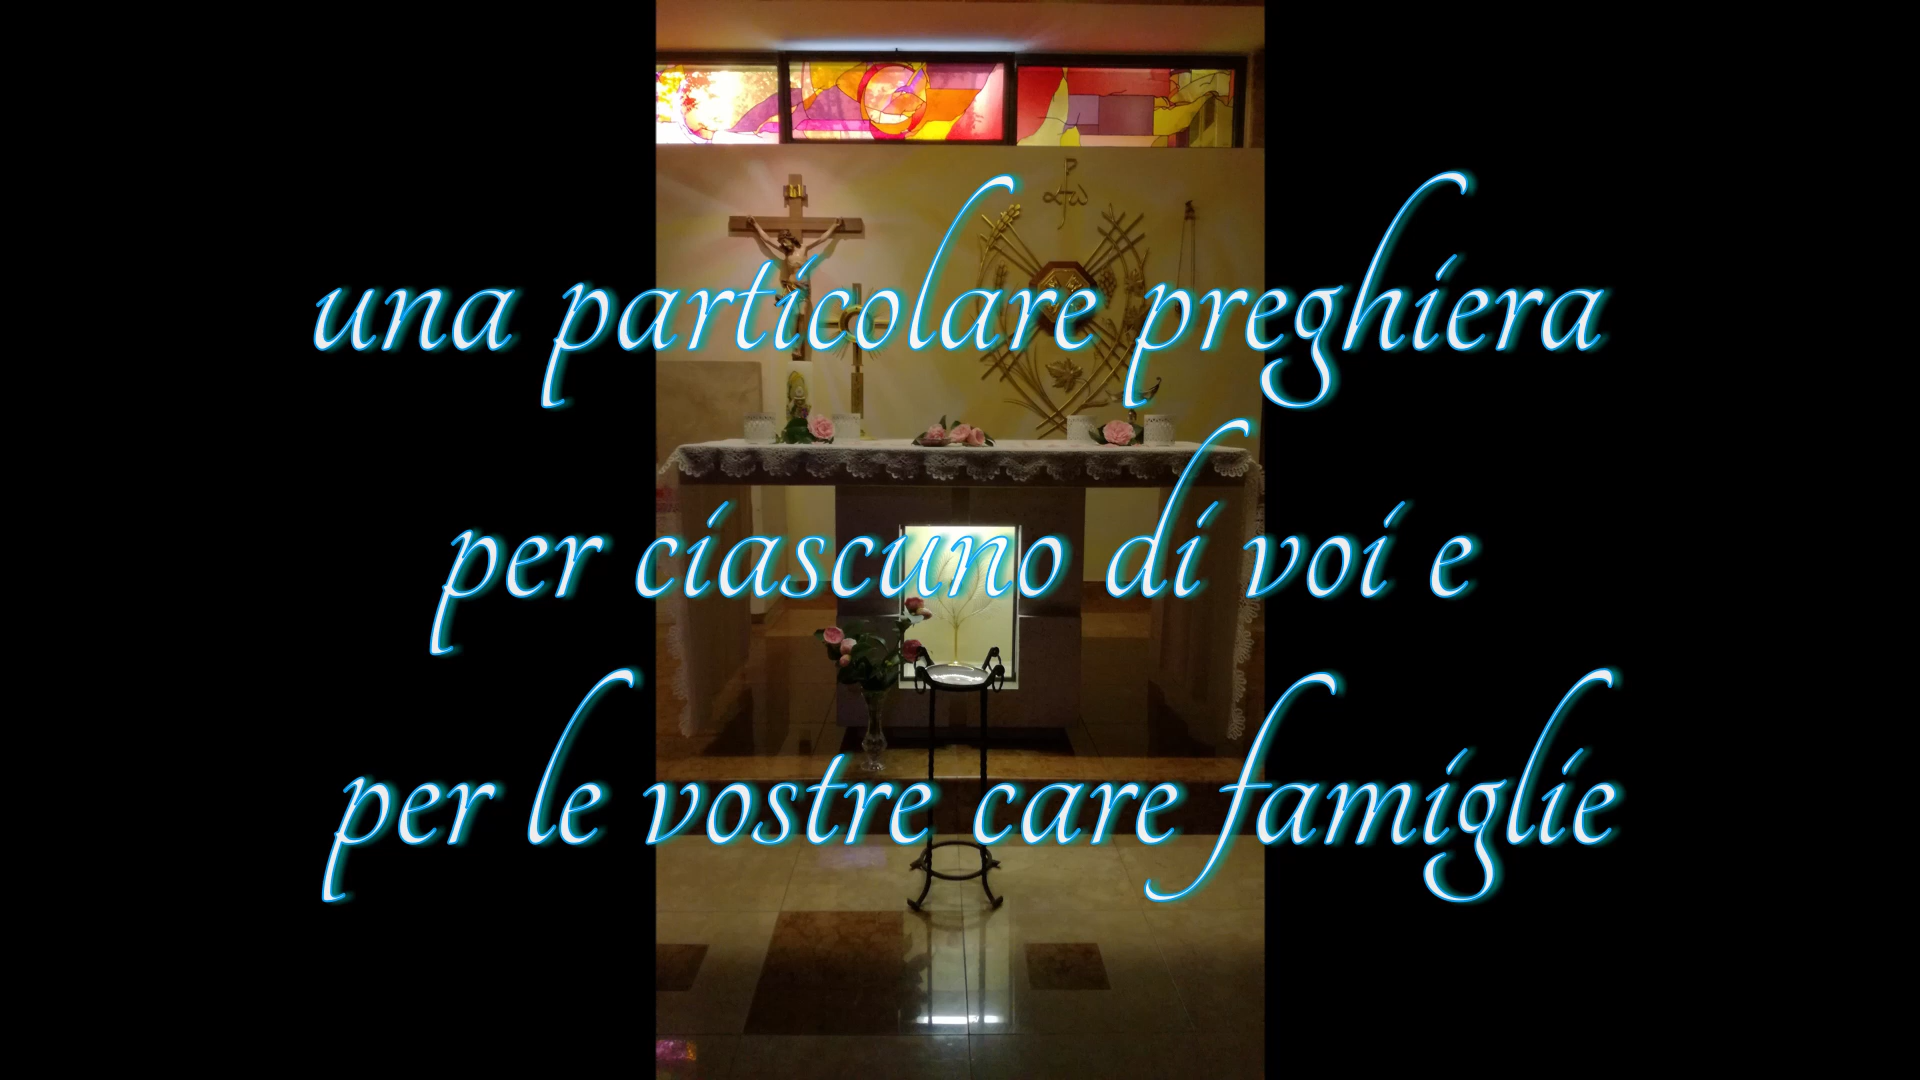 una particolare preghiera
per ciascuno di voi e
per le vostre care famiglie